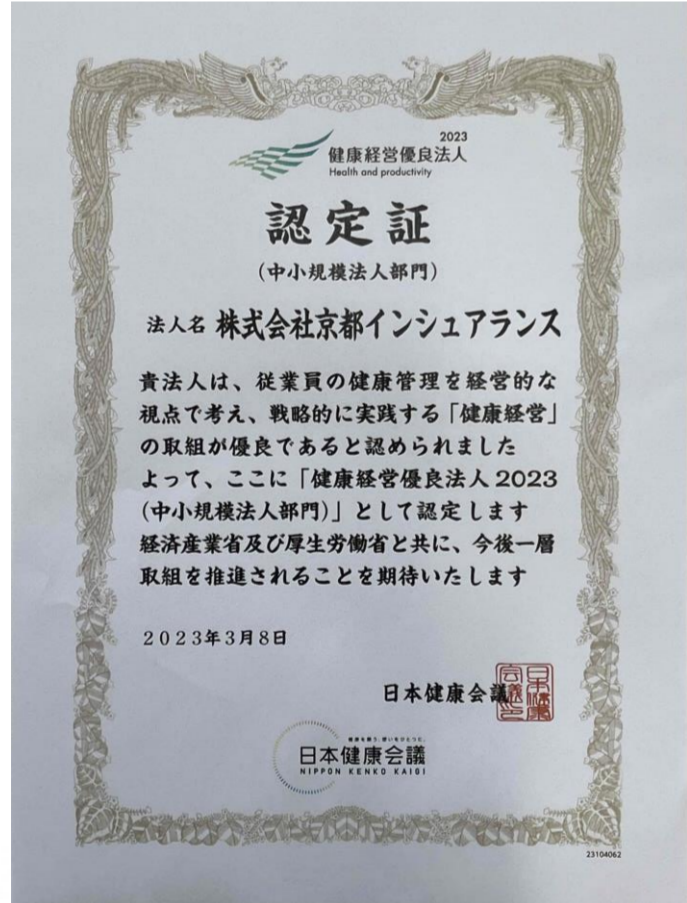 2023
健康経営優良法人
Health and productivity
認定証
(中小規模法人部門)
法人名 株式会社京都インシュアランス
貴法人は、従業員の健康管理を経営的な
視点で考え、戦略的に実践する「健康経営」
の取組が優良であると認められました
よって、ここに「健康経営優良法人2023
(中小規模法人部門)」として認定します
経済産業省及び厚生労働省と共に、今後一層
取組を推進されることを期待いたします
2023年3月8日
日本健康会議
日本健康会議
NIPPON KENKO KAIGI
23104062